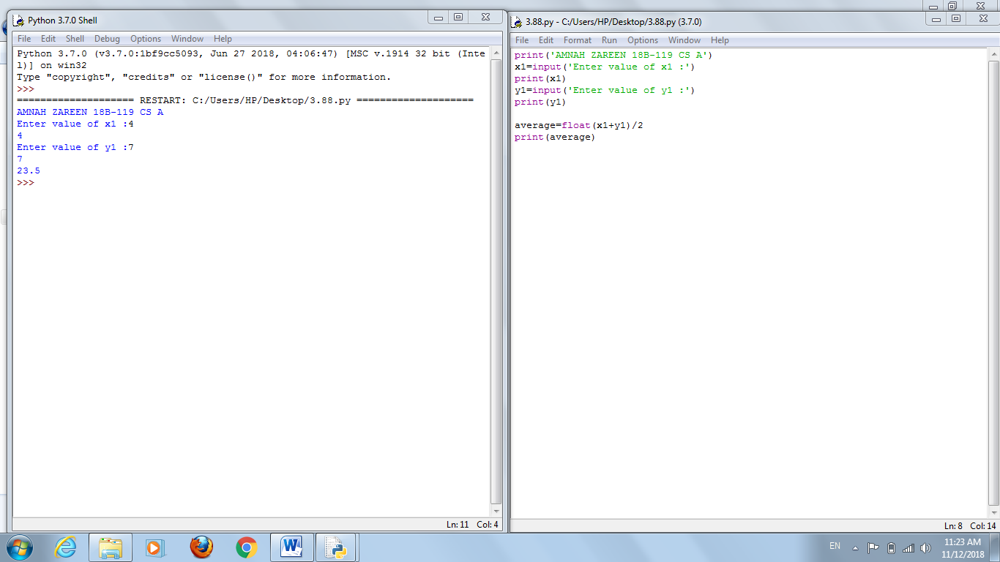 Python 3.7.0 Shell
File Edit Shell Debug Options Window Help
Python 3.7.0 (v3.7.0:1bf9cc5093, Jun 27 2018, 04:06:47) [MSC v.1914 32 bit (Inte
l)] on win32
Type "copyright", "credits" or "license()" for more information.
>>>
==================== RESTART: C:/Users/HP/Desktop/3.88.py ====================
AMNAH ZAREEN 18B-119 CS A
Enter value of x1 :4
4
Enter value of y1 :7
7
23.5
>>>
Ln: 11 Col: 4
3.88.py - C:/Users/HP/Desktop/3.88.py (3.7.0)
File Edit Format Run Options Window Help
print('AMNAH ZAREEN 18B-119 CS A')
x1=input('Enter value of x1 :')
print(x1)
y1=input('Enter value of y1 :')
print(y1)
average=float(x1+y1)/2
print(average)
Ln: 8 Col: 14
EN
11:23 AM
11/12/2018